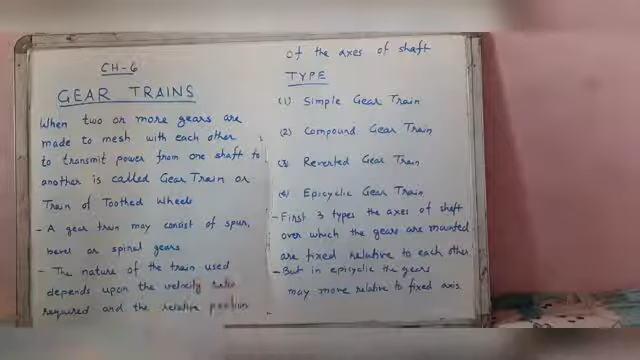 CH-6
GEAR TRAINS
When two or more gears are
made to mesh with each other
to transmit power from one shaft to
another is called Gear Train or
Train of Toothed Wheels
- A gear train may consist of spur,
bevel or spiral gears
- The nature of the train used
depends upon the velocity ratio
required and the relative position
of the axes of shaft
TYPE
(1) Simple Gear Train
(2) Compound Gear Train
(3) Reverted Gear Train
(4) Epicyclic Gear Train
- First 3 types the axes of shaft
over which the gears are mounted
are fixed relative to each other
- But in epicyclic the gears
may move relative to fixed axis